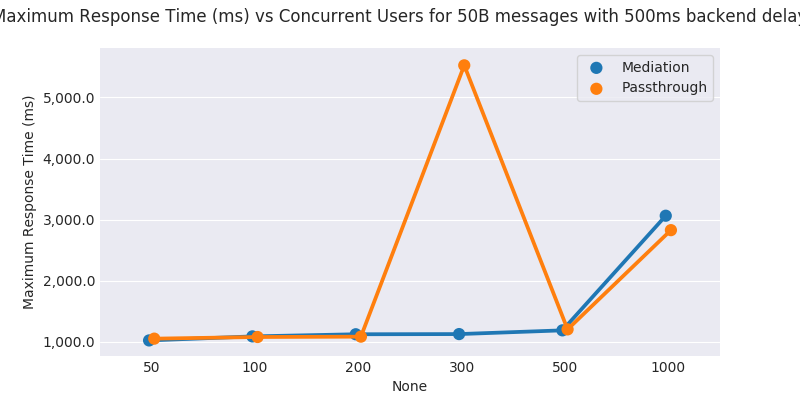 Maximum Response Time (ms) vs Concurrent Users for 50B messages with 500ms backend delay
Mediation
Passthrough
Maximum Response Time (ms)
5,000.0
4,000.0
3,000.0
2,000.0
1,000.0
50 100 200 300 500 1000
None